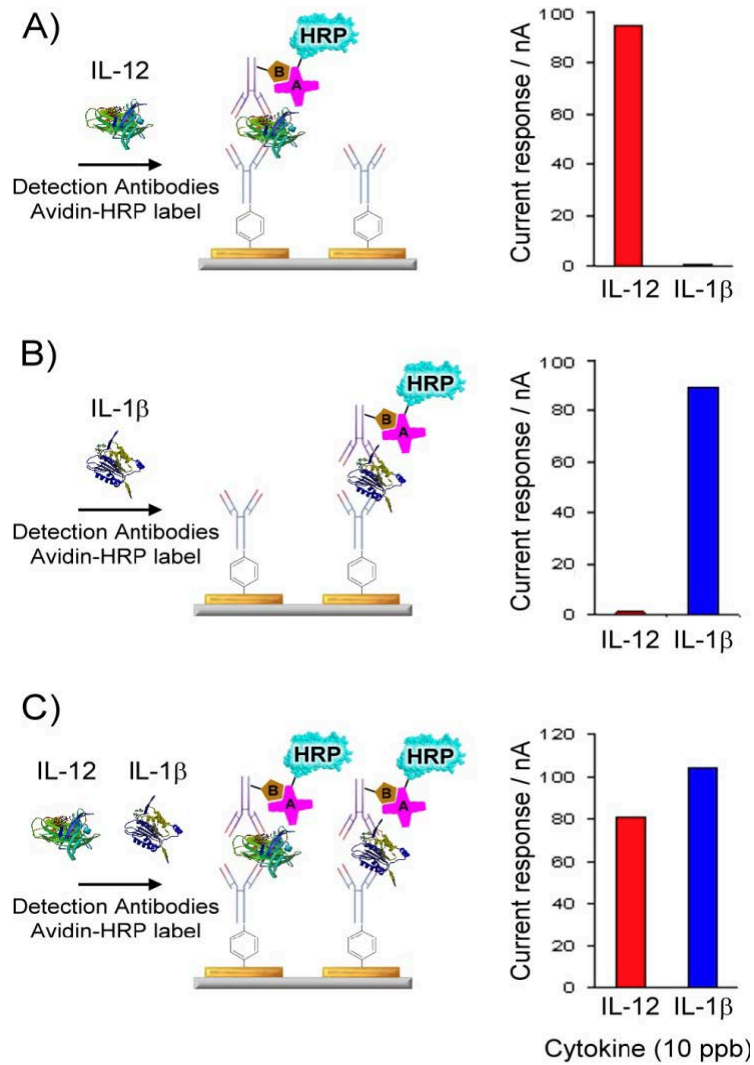 A)
IL-12
Detection Antibodies
Avidin-HRP label
B
A
HRP
Current response / nA
100
80
60
40
20
0
IL-12 IL-1β
B)
IL-1β
Detection Antibodies
Avidin-HRP label
B
A
HRP
Current response / nA
100
80
60
40
20
0
IL-12 IL-1β
C)
IL-12 IL-1β
Detection Antibodies
Avidin-HRP label
B
A
HRP
B
A
HRP
Current response / nA
120
100
80
60
40
20
0
IL-12 IL-1β
Cytokine (10 ppb)